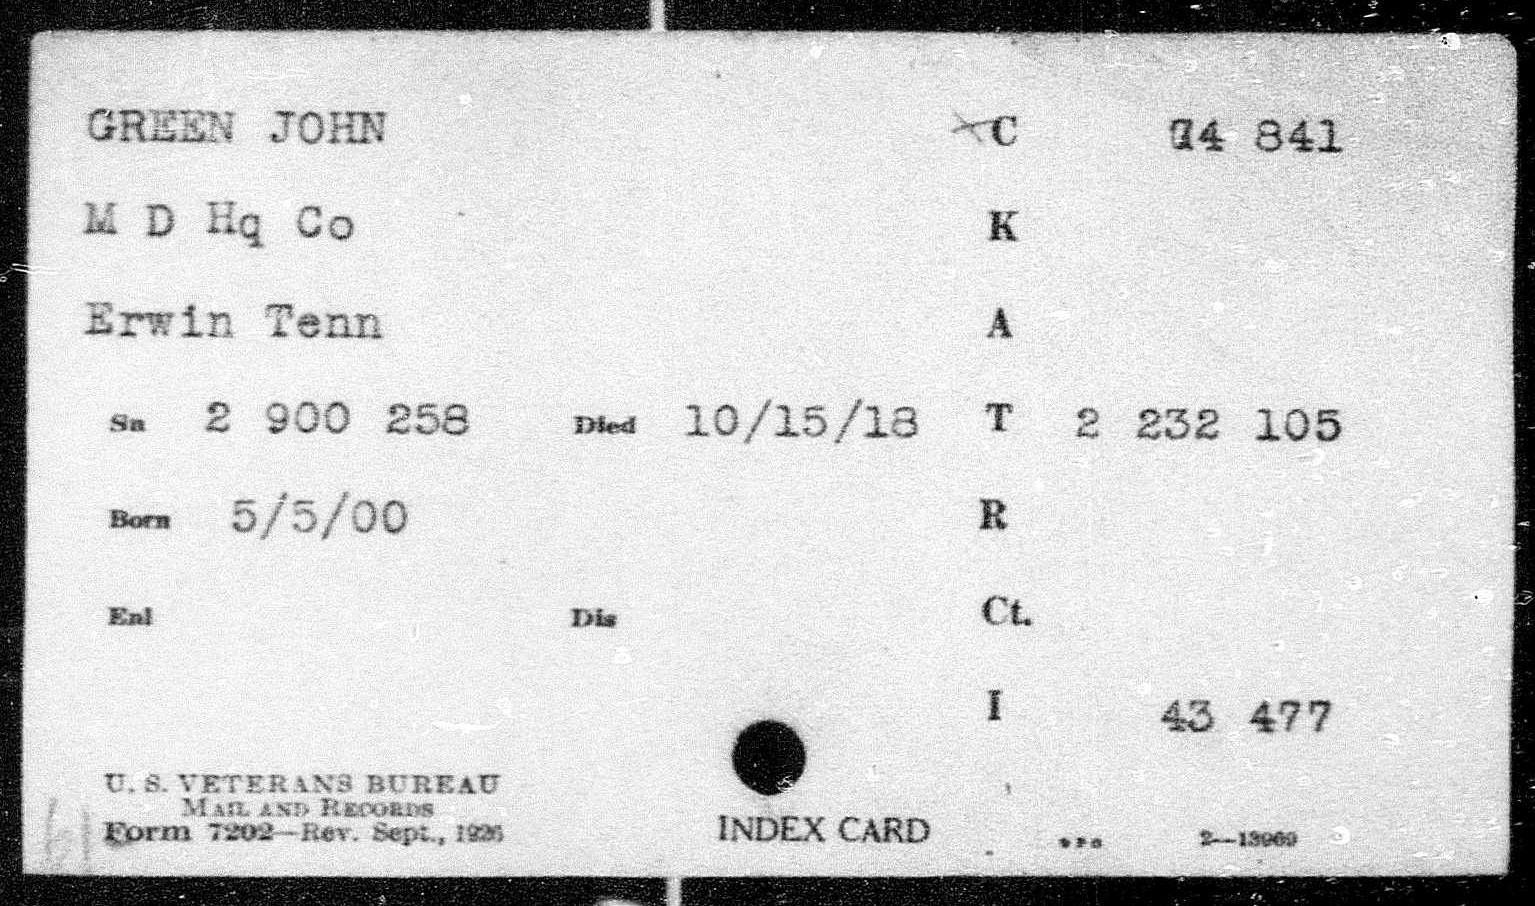 GREEN JOHN C 14 841
M D Hq Co K
Erwin Tenn A
Sn 2 900 258 Died 10/15/18 T 2 232 105
Born 5/5/00 R
Enl Dis Ct.
I 43 477
U. S. VETERANS BUREAU
MAIL AND RECORDS
Form 7202—Rev. Sept., 1926 INDEX CARD 2—13969